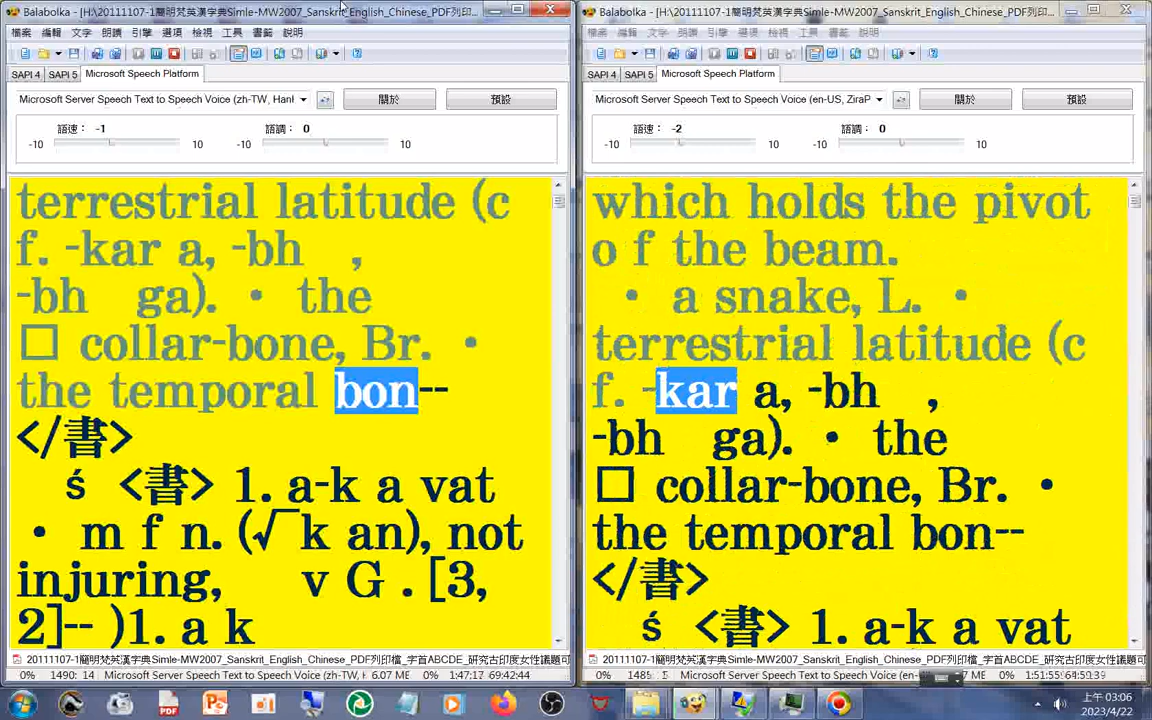 Balabolka - [H:\20111107-1簡明梵英漢字典Simle-MW2007_Sanskrit_English_Chinese_PDF列印...
檔案 編輯 文字 朗讀 引擎 選項 檢視 工具 書籤 說明
SAPI 4 SAPI 5 Microsoft Speech Platform
Microsoft Server Speech Text to Speech Voice (zh-TW, Hanl
關於 預設
語速： -1 語調： 0
-10 10 -10 10
terrestrial latitude (c
f. -kar a, -bh ,
-bh ga). • the
□ collar-bone, Br. •
the temporal bon--
</書>
ś <書> 1. a-k a vat
• m f n. (√‾k an), not
injuring, v G . [3,
2]-- )1. a k
20111107-1簡明梵英漢字典Simle-MW2007_Sanskrit_English_Chinese_PDF列印檔_字首ABCDE_研究古印度女性議題可
0% 1490: 14 Microsoft Server Speech Text to Speech Voice (zh-TW, H 6.07 ME 0% 1:47:17 69:42:44
Balabolka - [H:\20111107-1簡明梵英漢字典Simle-MW2007_Sanskrit_English_Chinese_PDF列印...
檔案 編輯 文字 朗讀 引擎 選項 檢視 工具 書籤 說明
SAPI 4 SAPI 5 Microsoft Speech Platform
Microsoft Server Speech Text to Speech Voice (en-US, ZiraP
關於 預設
語速： -2 語調： 0
-10 10 -10 10
which holds the pivot
o f the beam.
• a snake, L. •
terrestrial latitude (c
f. -kar a, -bh ,
-bh ga). • the
□ collar-bone, Br. •
the temporal bon--
</書>
ś <書> 1. a-k a vat
20111107-1簡明梵英漢字典Simle-MW2007_Sanskrit_English_Chinese_PDF列印檔_字首ABCDE_研究古印度女性議題可
0% 1485: Microsoft Server Speech Text to Speech Voice (en-US, ME 0%
上午 03:06
2023/4/22